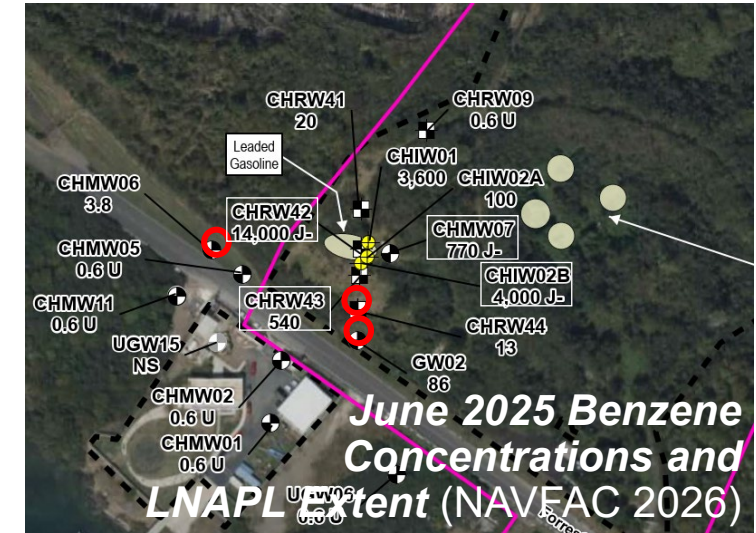 CHRW41
20
CHRW09
0.6 U
Leaded
Gasoline
CHIW01
3,600
CHIW02A
100
CHMW06
3.8
CHRW42
14,000 J-
CHMW07
770 J-
CHMW05
0.6 U
CHIW02B
4,000 J-
CHMW11
0.6 U
CHRW43
540
CHRW44
13
UGW15
NS
GW02
86
CHMW02
0.6 U
CHMW01
0.6 U
June 2025 Benzene
Concentrations and
LNAPL Extent (NAVFAC 2026)
0.6 U